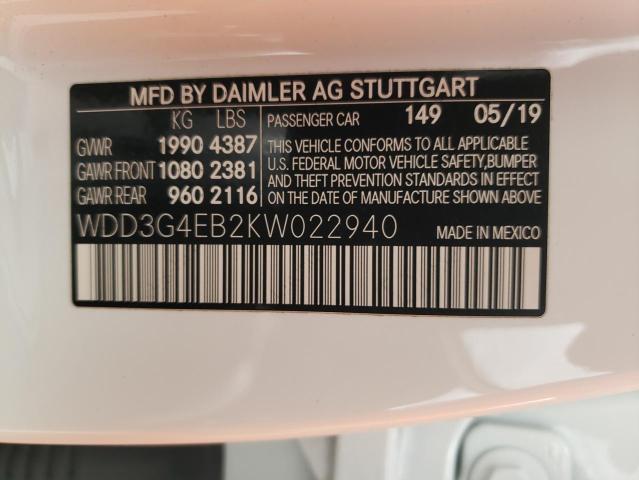 MFD BY DAIMLER AG STUTTGART
KG LBS
GVWR 1990 4387
GAWR FRONT 1080 2381
GAWR REAR 960 2116
PASSENGER CAR 149 05/19
THIS VEHICLE CONFORMS TO ALL APPLICABLE
U.S. FEDERAL MOTOR VEHICLE SAFETY,BUMPER
AND THEFT PREVENTION STANDARDS IN EFFECT
ON THE DATE OF MANUFACTURE SHOWN ABOVE
WDD3G4EB2KW022940
MADE IN MEXICO